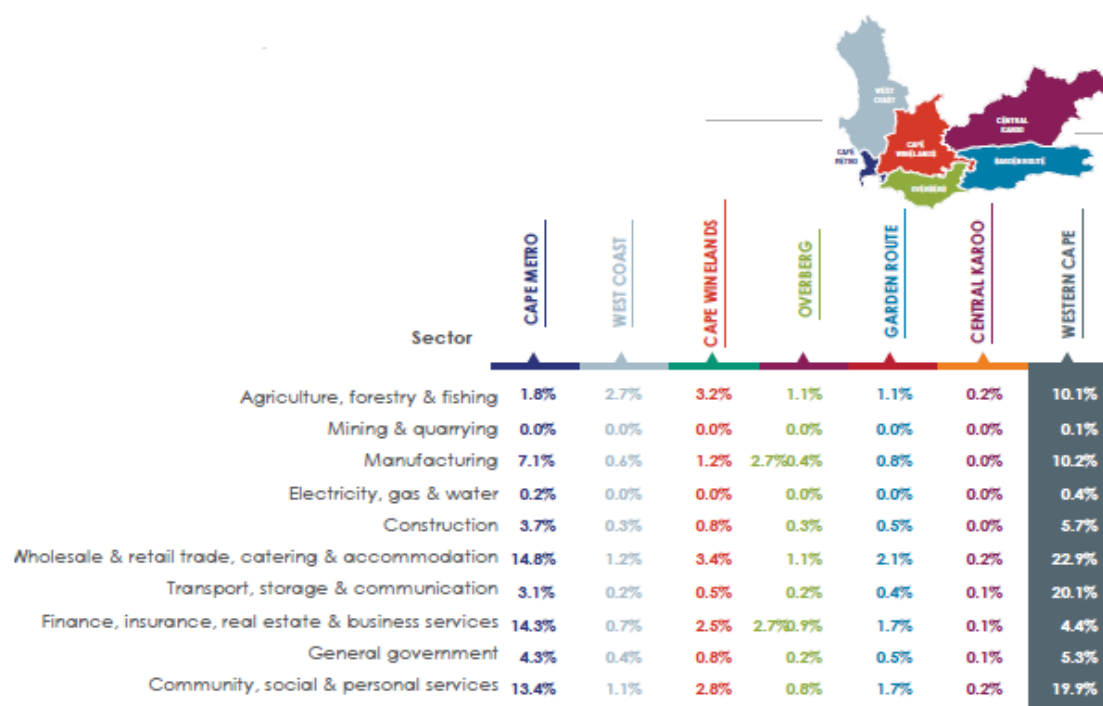 WEST
COAST
CENTRAL
KAROO
CAPE
METRO
CAPE
WINELANDS
GARDEN ROUTE
OVERBERG
Sector CAPE METRO WEST COAST CAPE WINELANDS OVERBERG GARDEN ROUTE CENTRAL KAROO WESTERN CAPE
Agriculture, forestry & fishing 1.8% 2.7% 3.2% 1.1% 1.1% 0.2% 10.1%
Mining & quarrying 0.0% 0.0% 0.0% 0.0% 0.0% 0.0% 0.1%
Manufacturing 7.1% 0.6% 1.2% 2.7%0.4% 0.8% 0.0% 10.2%
Electricity, gas & water 0.2% 0.0% 0.0% 0.0% 0.0% 0.0% 0.4%
Construction 3.7% 0.3% 0.8% 0.3% 0.5% 0.0% 5.7%
Wholesale & retail trade, catering & accommodation 14.8% 1.2% 3.4% 1.1% 2.1% 0.2% 22.9%
Transport, storage & communication 3.1% 0.2% 0.5% 0.2% 0.4% 0.1% 20.1%
Finance, insurance, real estate & business services 14.3% 0.7% 2.5% 2.7%0.9% 1.7% 0.1% 4.4%
General government 4.3% 0.4% 0.8% 0.2% 0.5% 0.1% 5.3%
Community, social & personal services 13.4% 1.1% 2.8% 0.8% 1.7% 0.2% 19.9%